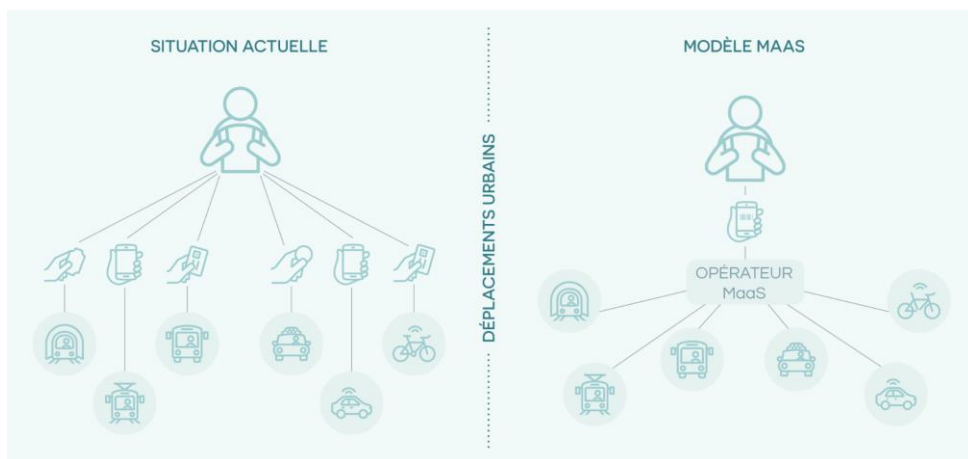 SITUATION ACTUELLE
DÉPLACEMENTS URBAINS
MODÈLE MAAS
OPÉRATEUR
MaaS